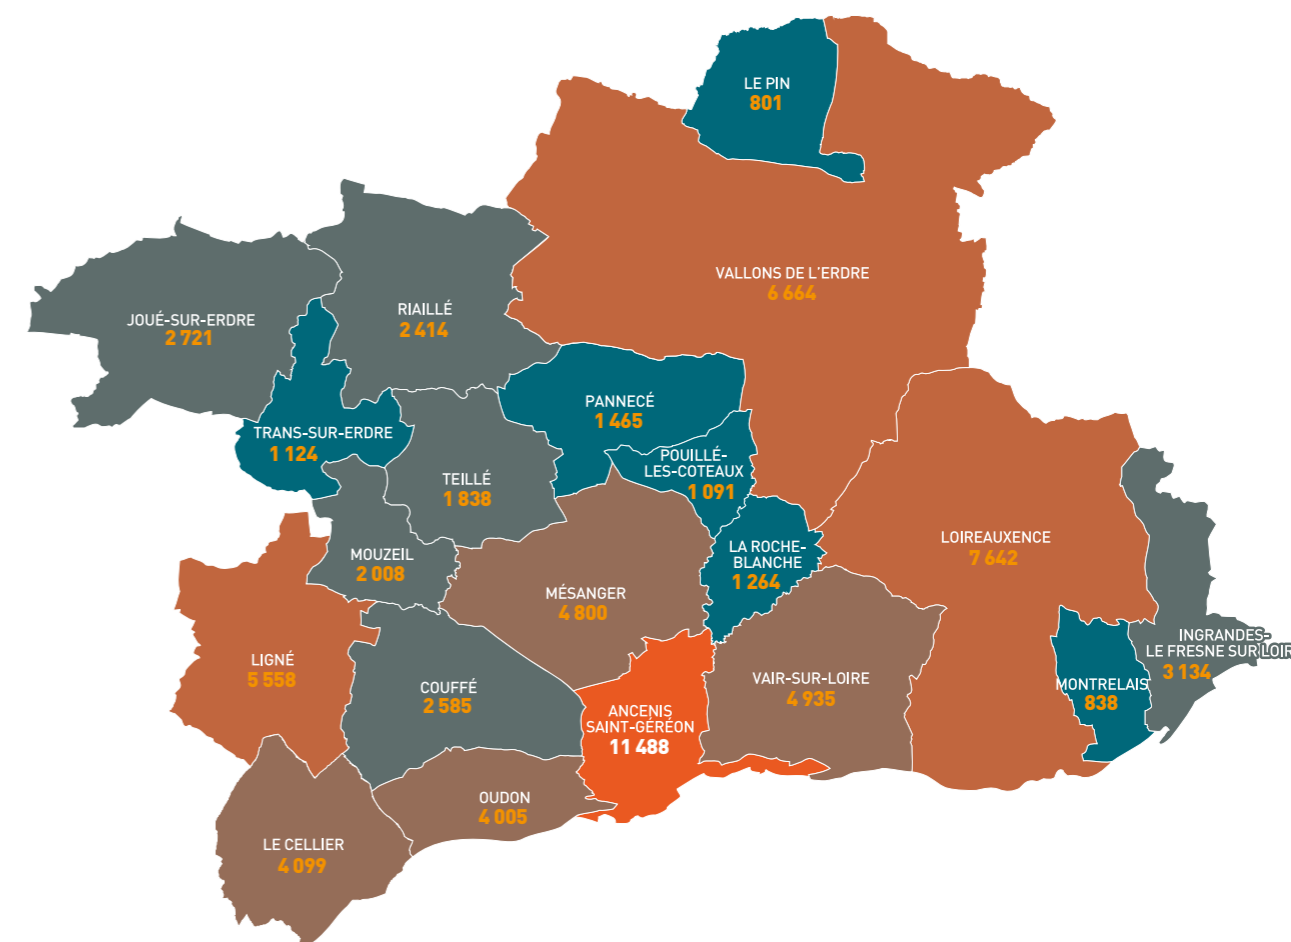 LE PIN
801
VALLONS DE L'ERDRE
6 664
RIAILLÉ
2 414
JOUÉ-SUR-ERDRE
2 721
PANNECÉ
1 465
TRANS-SUR-ERDRE
1 124
POUILLÉ-
LES-COTEAUX
1 091
TEILLÉ
1 838
LOIREAUXENCE
7 642
MOUZEIL
2 008
LA ROCHE-
BLANCHE
1 264
MÉSANGER
4 800
INGRANDES-
LE FRESNE SUR LOIR
3 134
LIGNÉ
5 558
VAIR-SUR-LOIRE
4 935
MONTRELAIS
838
COUFFÉ
2 585
ANCENIS
SAINT-GÉRÉON
11 488
OUDON
4 005
LE CELLIER
4 099